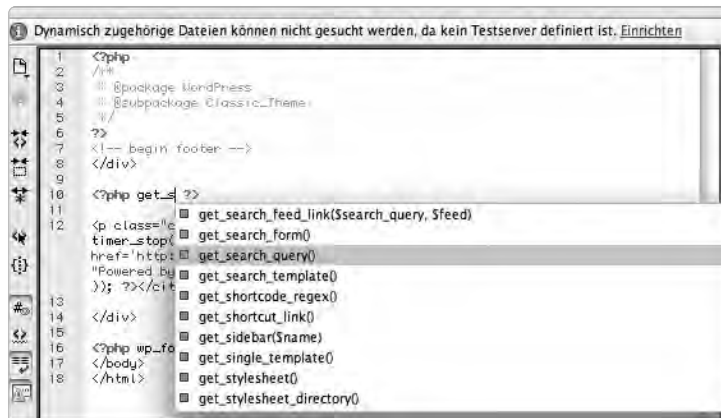 Dynamisch zugehörige Dateien können nicht gesucht werden, da kein Testserver definiert ist. Einrichten
1 <?php
2 /**
3 * @package WordPress
4 * @subpackage Classic_Theme
5 */
6 ?>
7 <!-- begin footer -->
8 </div>
9
10 <?php get_s ?>
11
get_search_feed_link($search_query, $feed)
12 <p class="c
get_search_form()
timer_stop(
href='http:
get_search_query()
"Powered by
get_search_template()
)); ?></cit
get_shortcode_regex()
13
14 </div>
get_shortcut_link()
15
get_sidebar($name)
16 <?php wp_fo
17 </body>
get_single_template()
18 </html>
get_stylesheet()
get_stylesheet_directory()